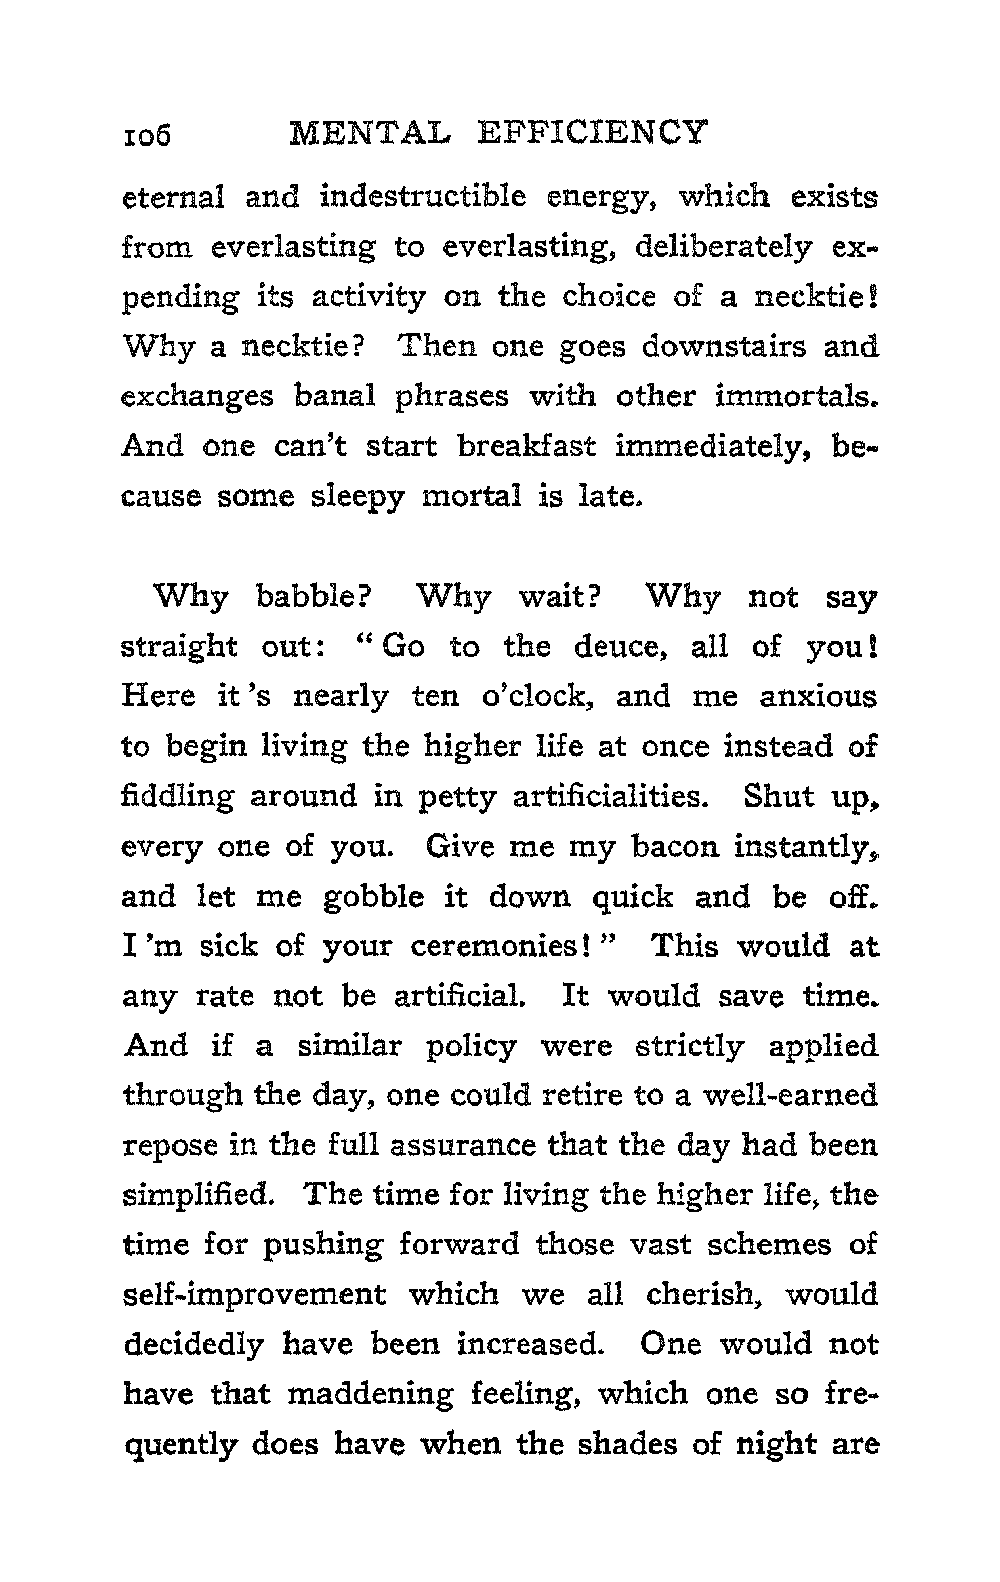 106 MENTAL EFFICIENCY
eternal and indestructible energy, which exists
from everlasting to everlasting, deliberately ex-
pending its activity on the choice of a necktie!
Why a necktie? Then one goes downstairs and
exchanges banal phrases with other immortals.
And one can't start breakfast immediately, be-
cause some sleepy mortal is late.
Why babble? Why wait? Why not say
straight out: “ Go to the deuce, all of you!
Here it 's nearly ten o'clock, and me anxious
to begin living the higher life at once instead of
fiddling around in petty artificialities. Shut up,
every one of you. Give me my bacon instantly,
and let me gobble it down quick and be off.
I 'm sick of your ceremonies! ” This would at
any rate not be artificial. It would save time.
And if a similar policy were strictly applied
through the day, one could retire to a well-earned
repose in the full assurance that the day had been
simplified. The time for living the higher life, the
time for pushing forward those vast schemes of
self-improvement which we all cherish, would
decidedly have been increased. One would not
have that maddening feeling, which one so fre-
quently does have when the shades of night are